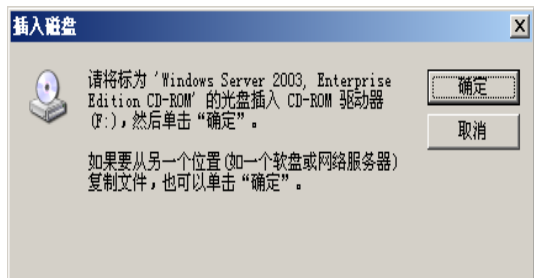 插入磁盘
请将标为 'Windows Server 2003, Enterprise
Edition CD-ROM' 的光盘插入 CD-ROM 驱动器
(F:)，然后单击“确定”。
如果要从另一个位置(如一个软盘或网络服务器)
复制文件，也可以单击“确定”。
确定
取消